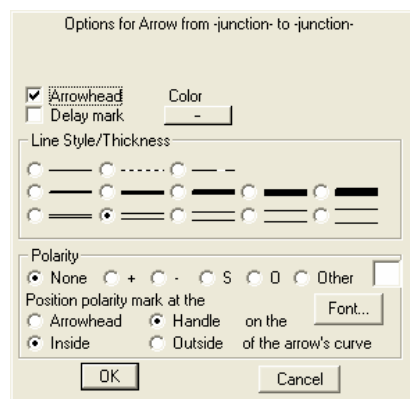 Options for Arrow from -junction- to -junction-
Arrowhead Color
Delay mark -
Line Style/Thickness
Polarity
None + - S O Other
Position polarity mark at the
Font...
Arrowhead Handle on the
Inside Outside of the arrow's curve
OK Cancel